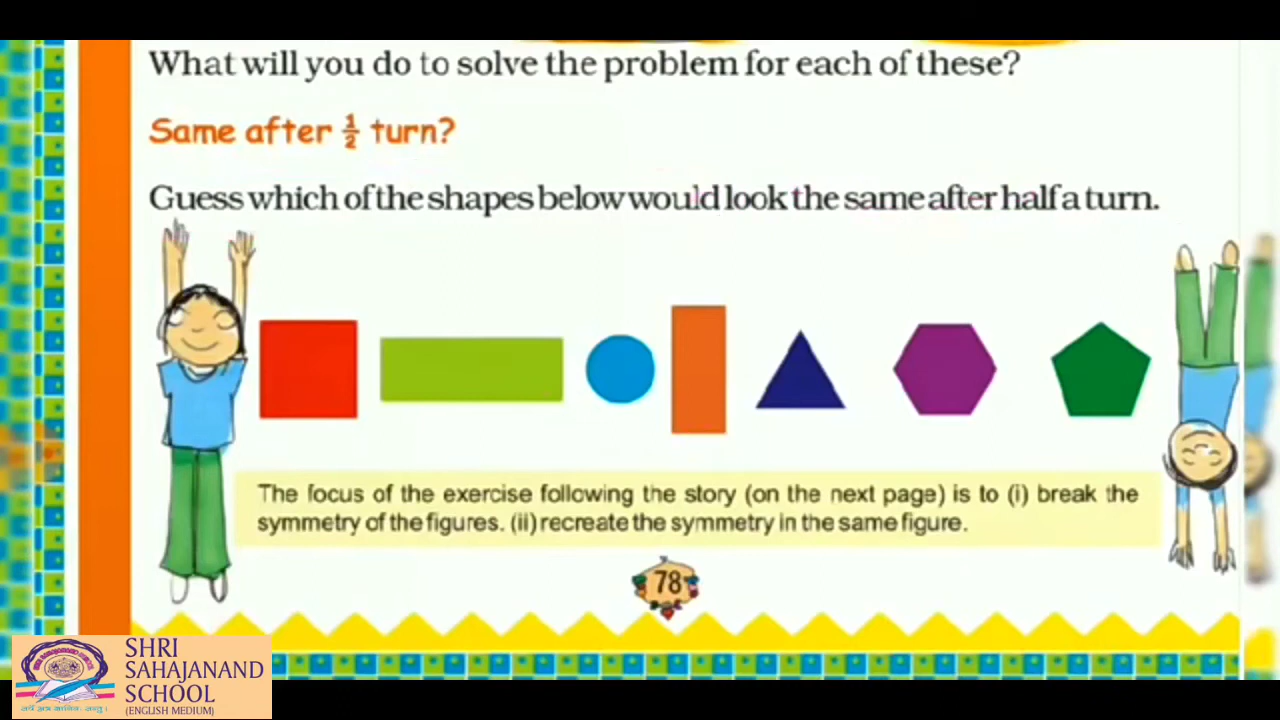 What will you do to solve the problem for each of these?
Same after ½ turn?
Guess which of the shapes below would look the same after half a turn.
The focus of the exercise following the story (on the next page) is to (i) break the
symmetry of the figures. (ii) recreate the symmetry in the same figure.
78
SHRI
SAHAJANAND
SCHOOL
(ENGLISH MEDIUM)